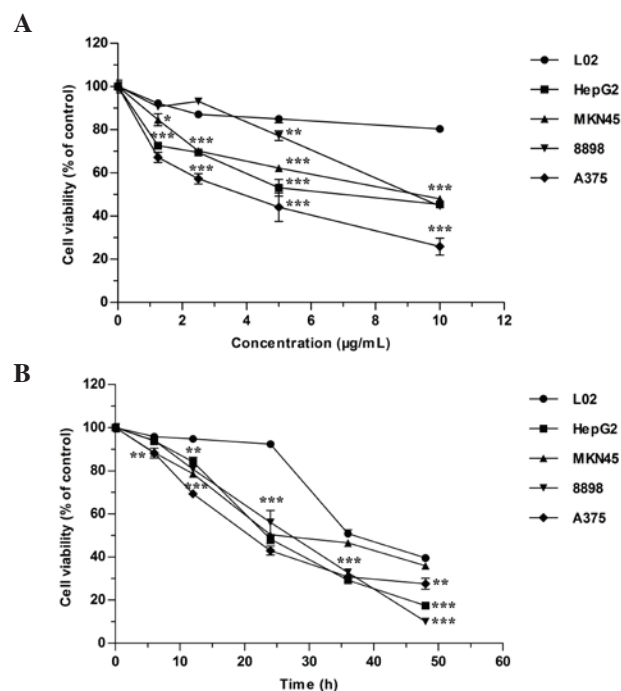 A
120
100
80
60
40
20
0
Cell viability (% of control)
*
***
***
***
**
***
***
***
***
***
0 2 4 6 8 10 12
Concentration (µg/mL)
L02
HepG2
MKN45
8898
A375
B
120
100
80
60
40
20
0
Cell viability (% of control)
**
**
***
***
***
**
***
***
0 10 20 30 40 50 60
Time (h)
L02
HepG2
MKN45
8898
A375